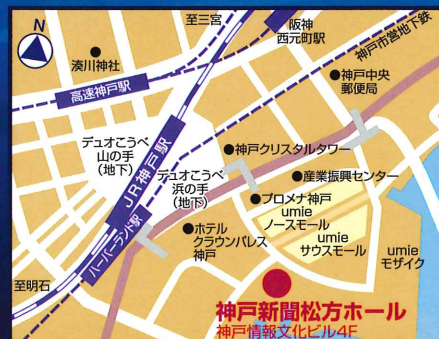 N
至三宮
阪神
西元町駅
神戸市営地下鉄
湊川神社
高速神戸駅
●神戸中央
郵便局
デュオこうべ
山の手
(地下)
JR神戸駅
●神戸クリスタルタワー
デュオこうべ
浜の手
(地下)
●産業振興センター
ハーバーランド駅
●プロメナ神戸
umie
ノースモール
●ホテル
クラウンパレス
神戸
umie
サウスモール
umie
モザイク
至明石
神戸新聞松方ホール
神戸情報文化ビル4F